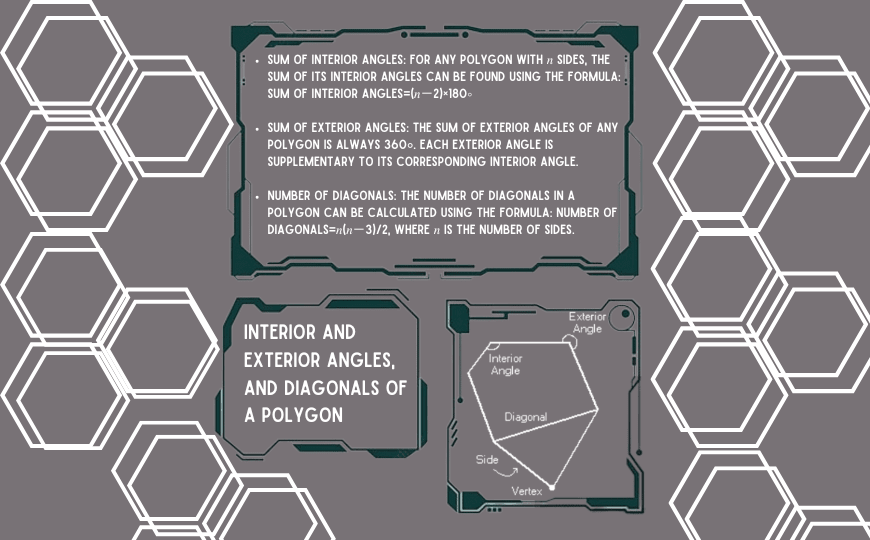 • SUM OF INTERIOR ANGLES: FOR ANY POLYGON WITH n SIDES, THE
SUM OF ITS INTERIOR ANGLES CAN BE FOUND USING THE FORMULA:
SUM OF INTERIOR ANGLES=(n−2)×180∘
• SUM OF EXTERIOR ANGLES: THE SUM OF EXTERIOR ANGLES OF ANY
POLYGON IS ALWAYS 360∘. EACH EXTERIOR ANGLE IS
SUPPLEMENTARY TO ITS CORRESPONDING INTERIOR ANGLE.
• NUMBER OF DIAGONALS: THE NUMBER OF DIAGONALS IN A
POLYGON CAN BE CALCULATED USING THE FORMULA: NUMBER OF
DIAGONALS=n(n−3)/2, WHERE n IS THE NUMBER OF SIDES.
INTERIOR AND
EXTERIOR ANGLES,
AND DIAGONALS OF
A POLYGON
Exterior
Angle
Interior
Angle
Diagonal
Side
Vertex